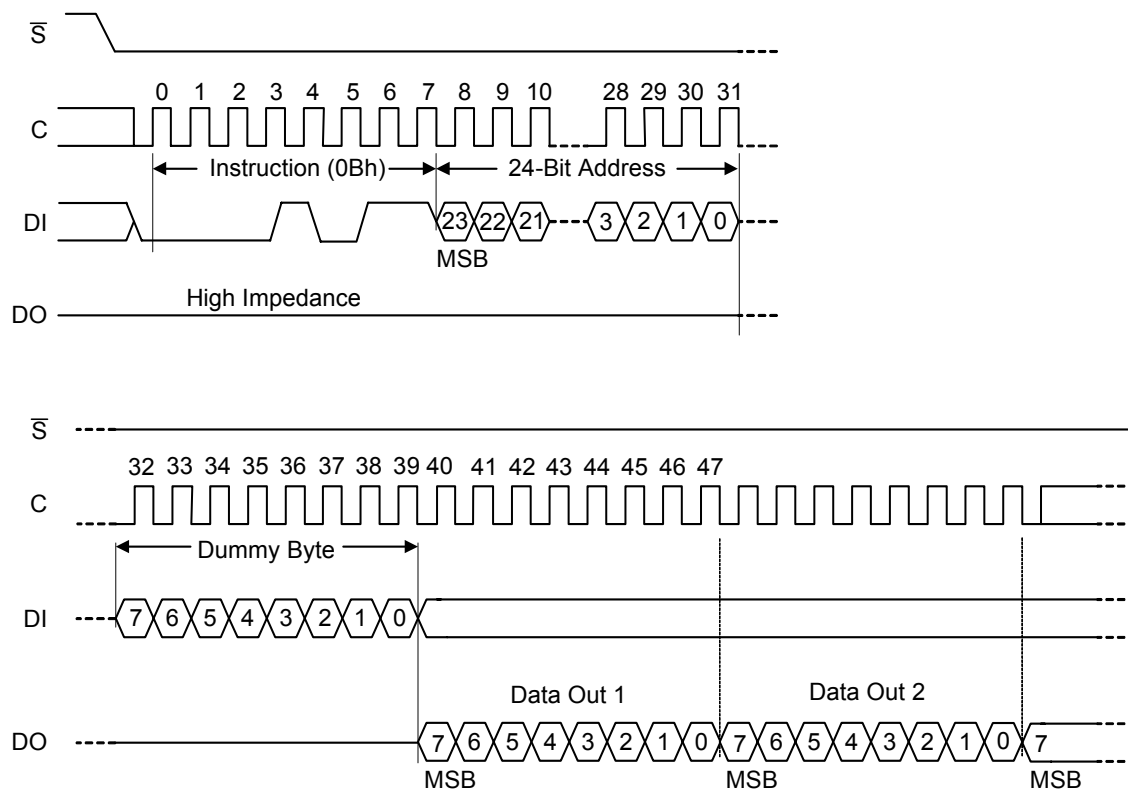 S̅
0 1 2 3 4 5 6 7 8 9 10 28 29 30 31
C
Instruction (0Bh) 24-Bit Address
DI 23 22 21 3 2 1 0
MSB
High Impedance
DO
S̅
32 33 34 35 36 37 38 39 40 41 42 43 44 45 46 47
C
Dummy Byte
DI 7 6 5 4 3 2 1 0
Data Out 1 Data Out 2
DO 7 6 5 4 3 2 1 0 7 6 5 4 3 2 1 0 7
MSB MSB MSB